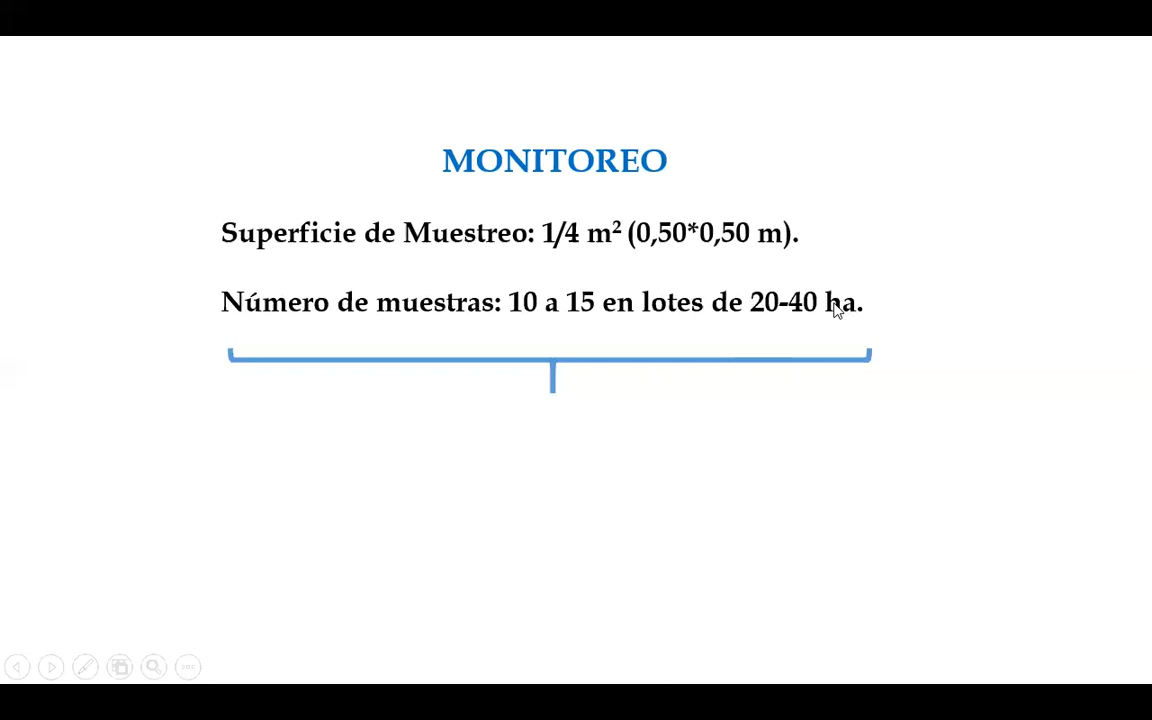 MONITOREO
Superficie de Muestreo: 1/4 m² (0,50*0,50 m).
Número de muestras: 10 a 15 en lotes de 20-40 ha.